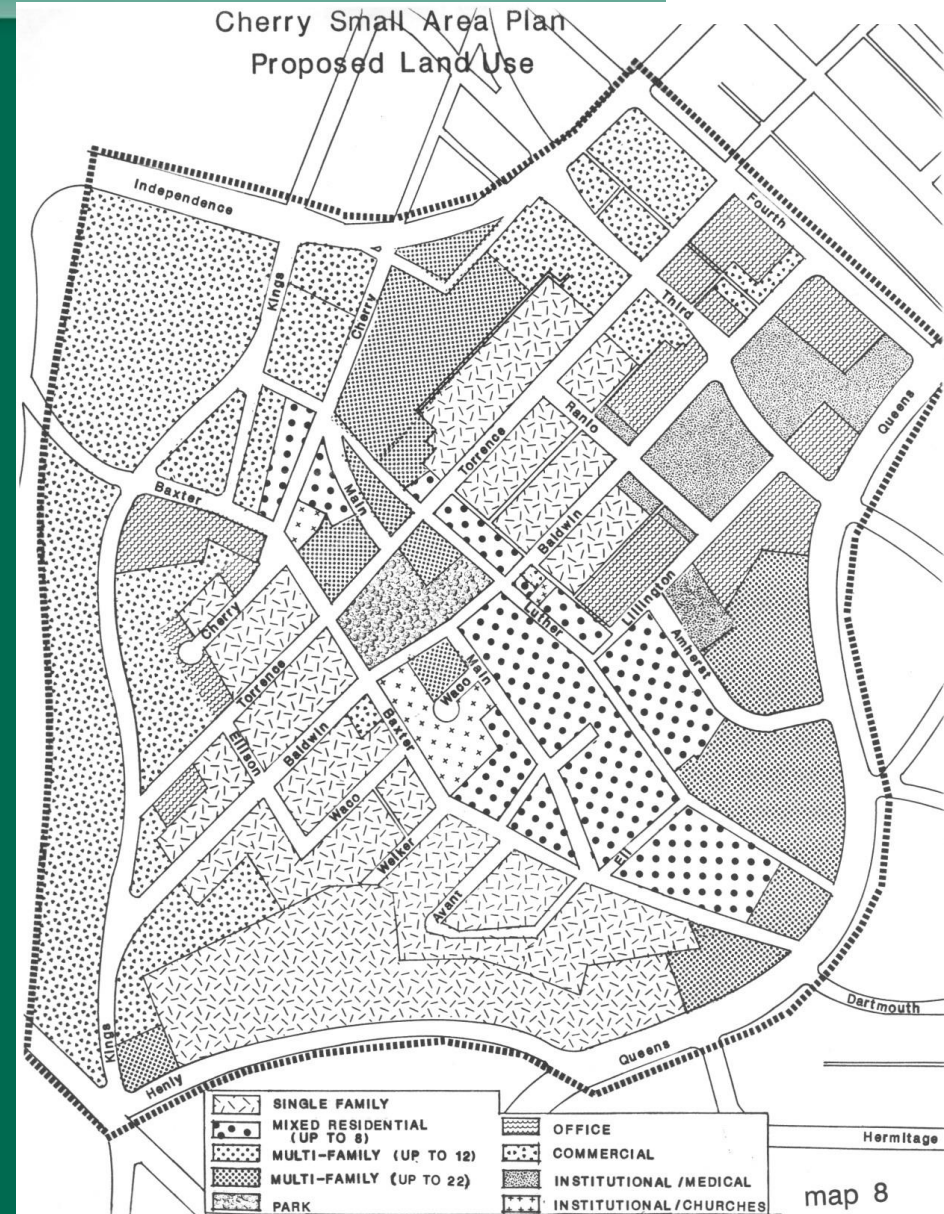 Cherry Small Area Plan
Proposed Land Use
Independence
Kings
Cherry
Fourth
Third
Queens
Ranlo
Torrence
Main
Baxter
Baldwin
Luther
Lillington
Amherst
Cherry
Torrence
Main
Waco
Ellison
Baldwin
Baxter
Waco
Welker
Eli
Avant
Kings
Henly
Queens
Dartmouth
Hermitage
SINGLE FAMILY
MIXED RESIDENTIAL
(UP TO 8)
MULTI-FAMILY (UP TO 12)
MULTI-FAMILY (UP TO 22)
PARK
OFFICE
COMMERCIAL
INSTITUTIONAL/MEDICAL
INSTITUTIONAL/CHURCHES
map 8